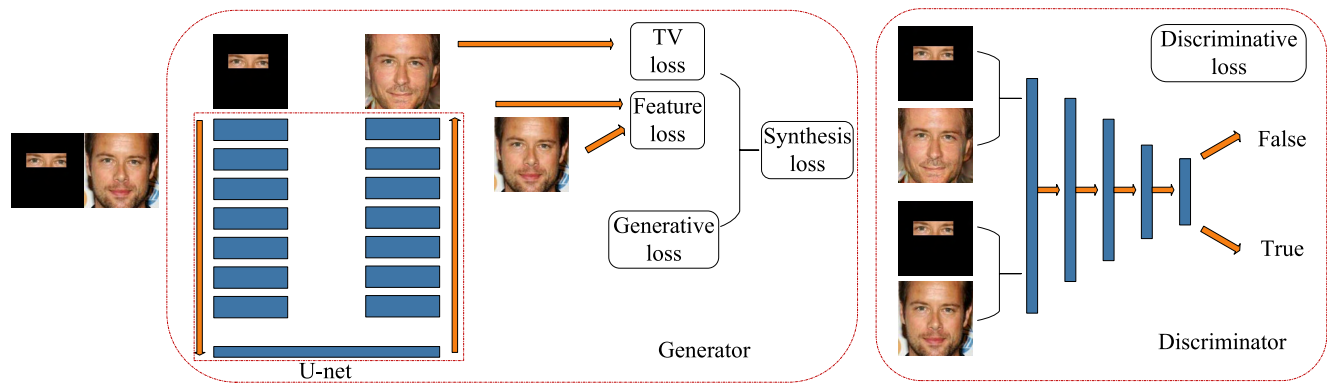 TV
loss
Feature
loss
Synthesis
loss
Generative
loss
Generator
U-net
Discriminative
loss
False
True
Discriminator